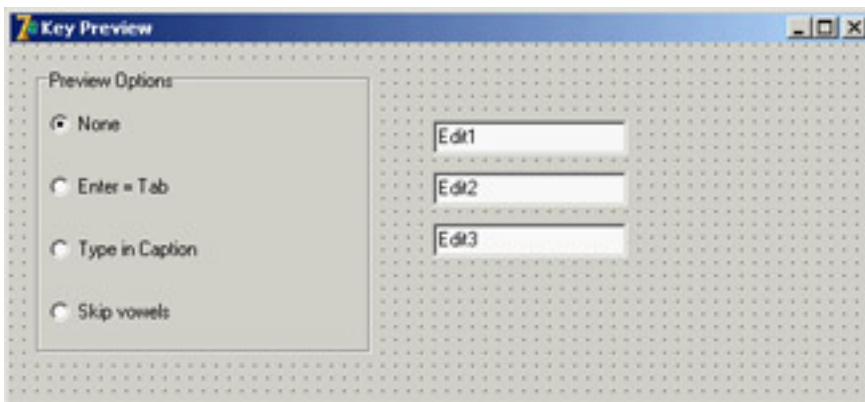 Key Preview
Preview Options
None
Enter = Tab
Type in Caption
Skip vowels
Edit1
Edit2
Edit3